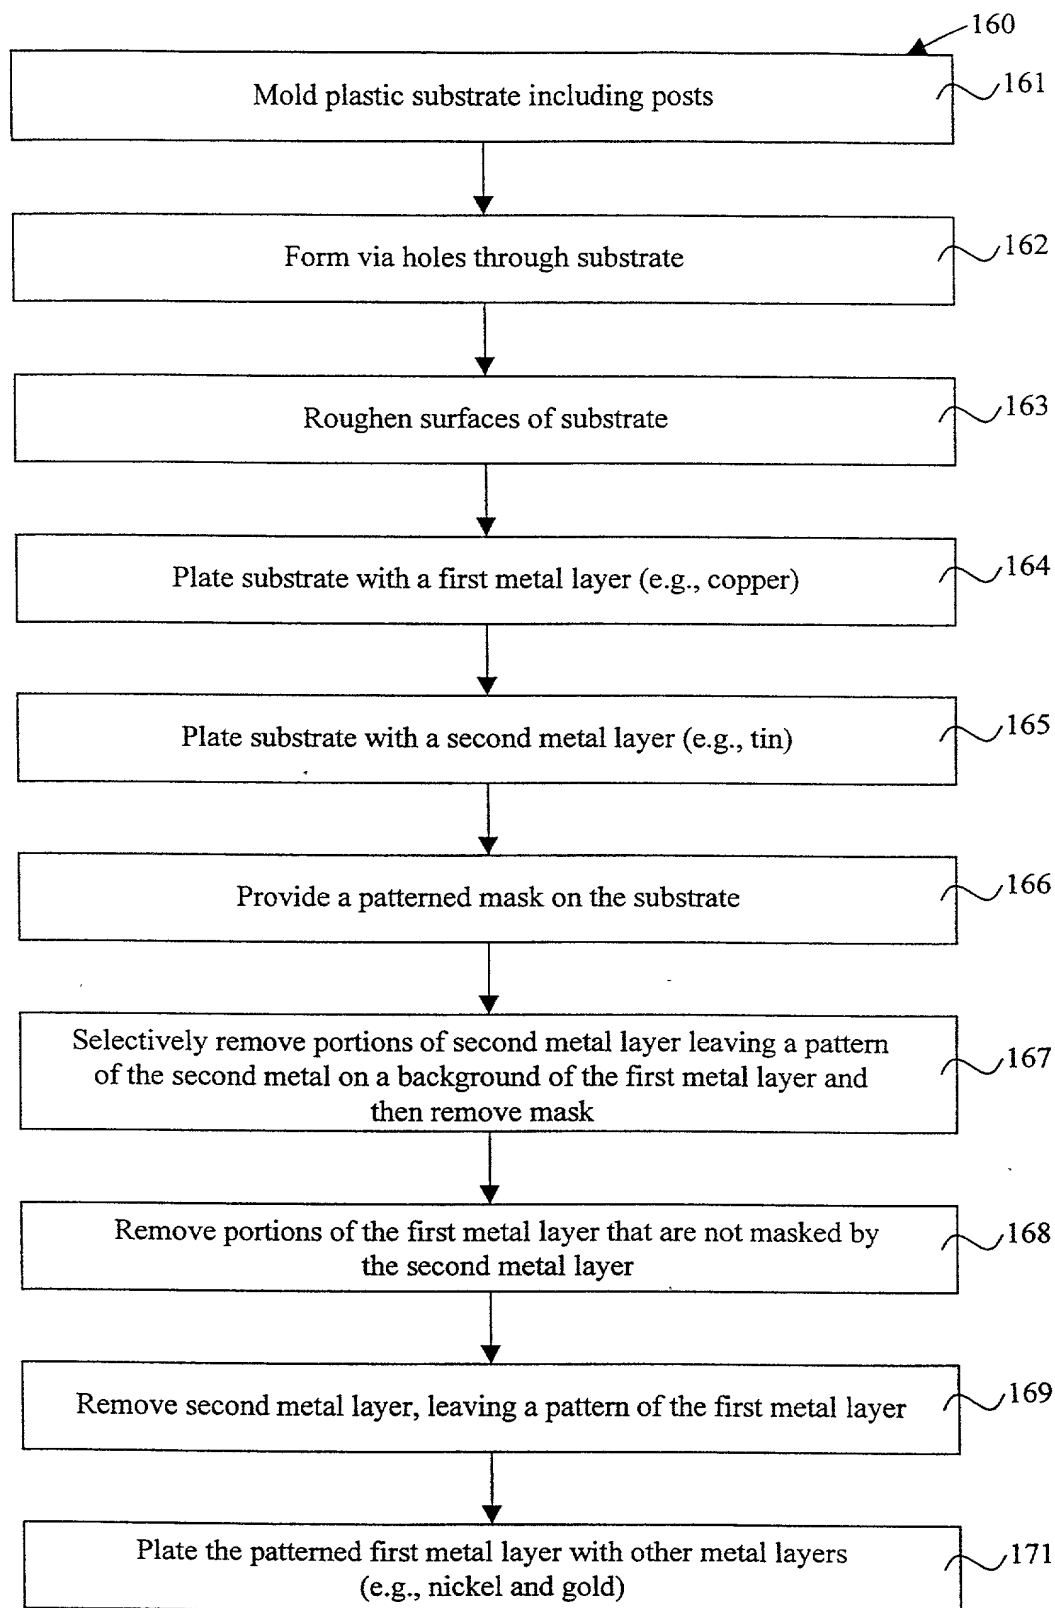 160
Mold plastic substrate including posts
161
Form via holes through substrate
162
Roughen surfaces of substrate
163
Plate substrate with a first metal layer (e.g., copper)
164
Plate substrate with a second metal layer (e.g., tin)
165
Provide a patterned mask on the substrate
166
Selectively remove portions of second metal layer leaving a pattern
of the second metal on a background of the first metal layer and
then remove mask
167
Remove portions of the first metal layer that are not masked by
the second metal layer
168
Remove second metal layer, leaving a pattern of the first metal layer
169
Plate the patterned first metal layer with other metal layers
(e.g., nickel and gold)
171